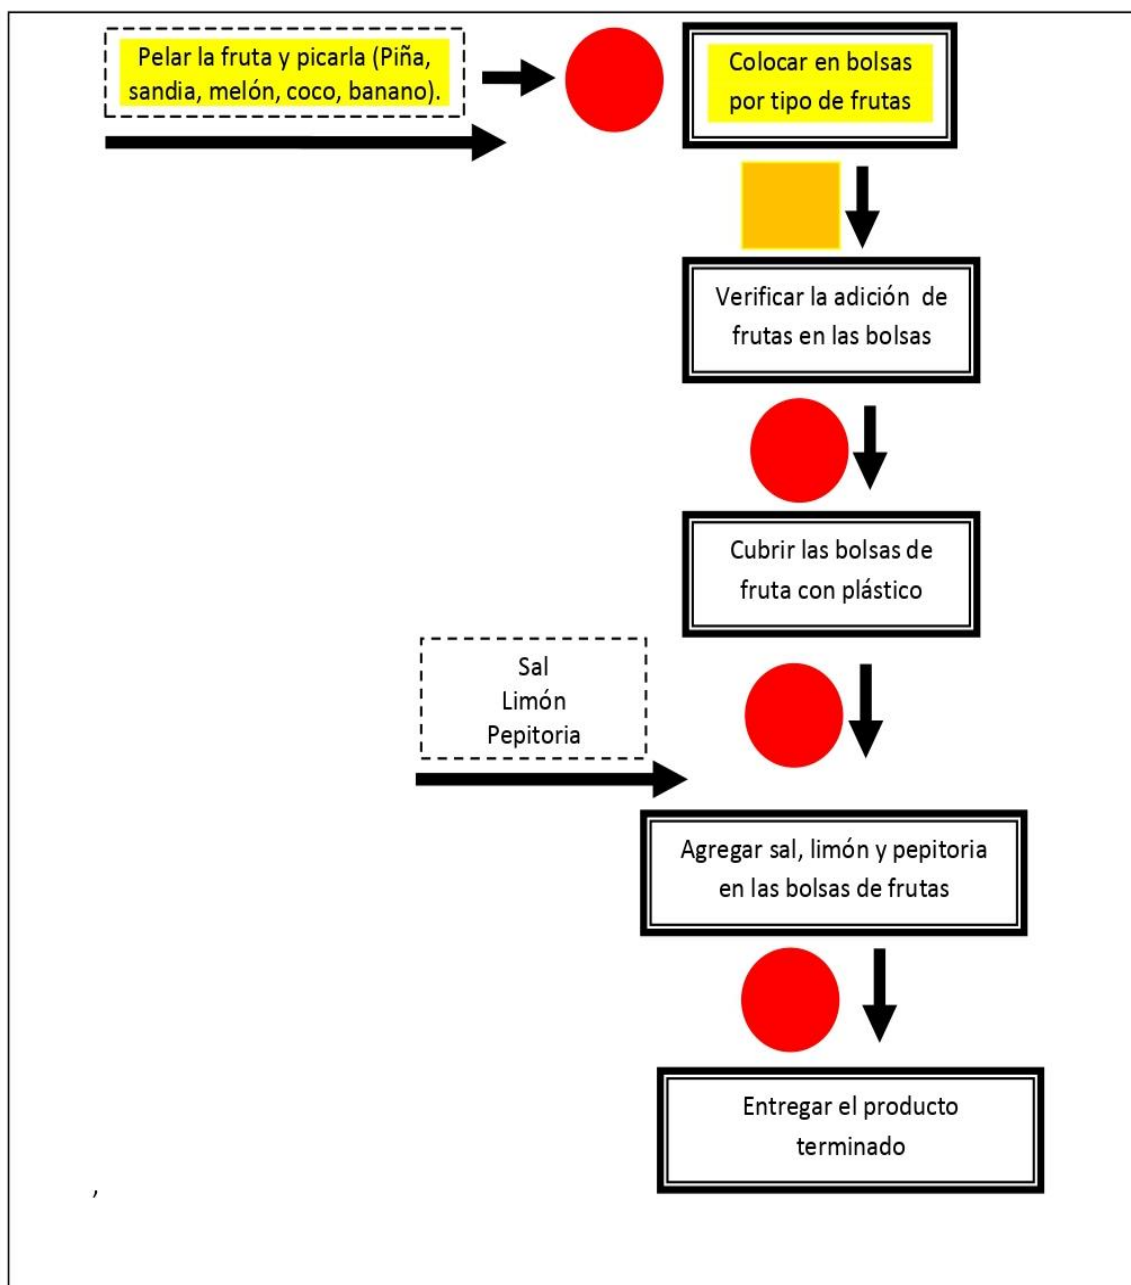 Pelar la fruta y picarla (Piña,
sandia, melón, coco, banano).
Colocar en bolsas
por tipo de frutas
Verificar la adición de
frutas en las bolsas
Cubrir las bolsas de
fruta con plástico
Sal
Limón
Pepitoria
Agregar sal, limón y pepitoria
en las bolsas de frutas
Entregar el producto
terminado
,